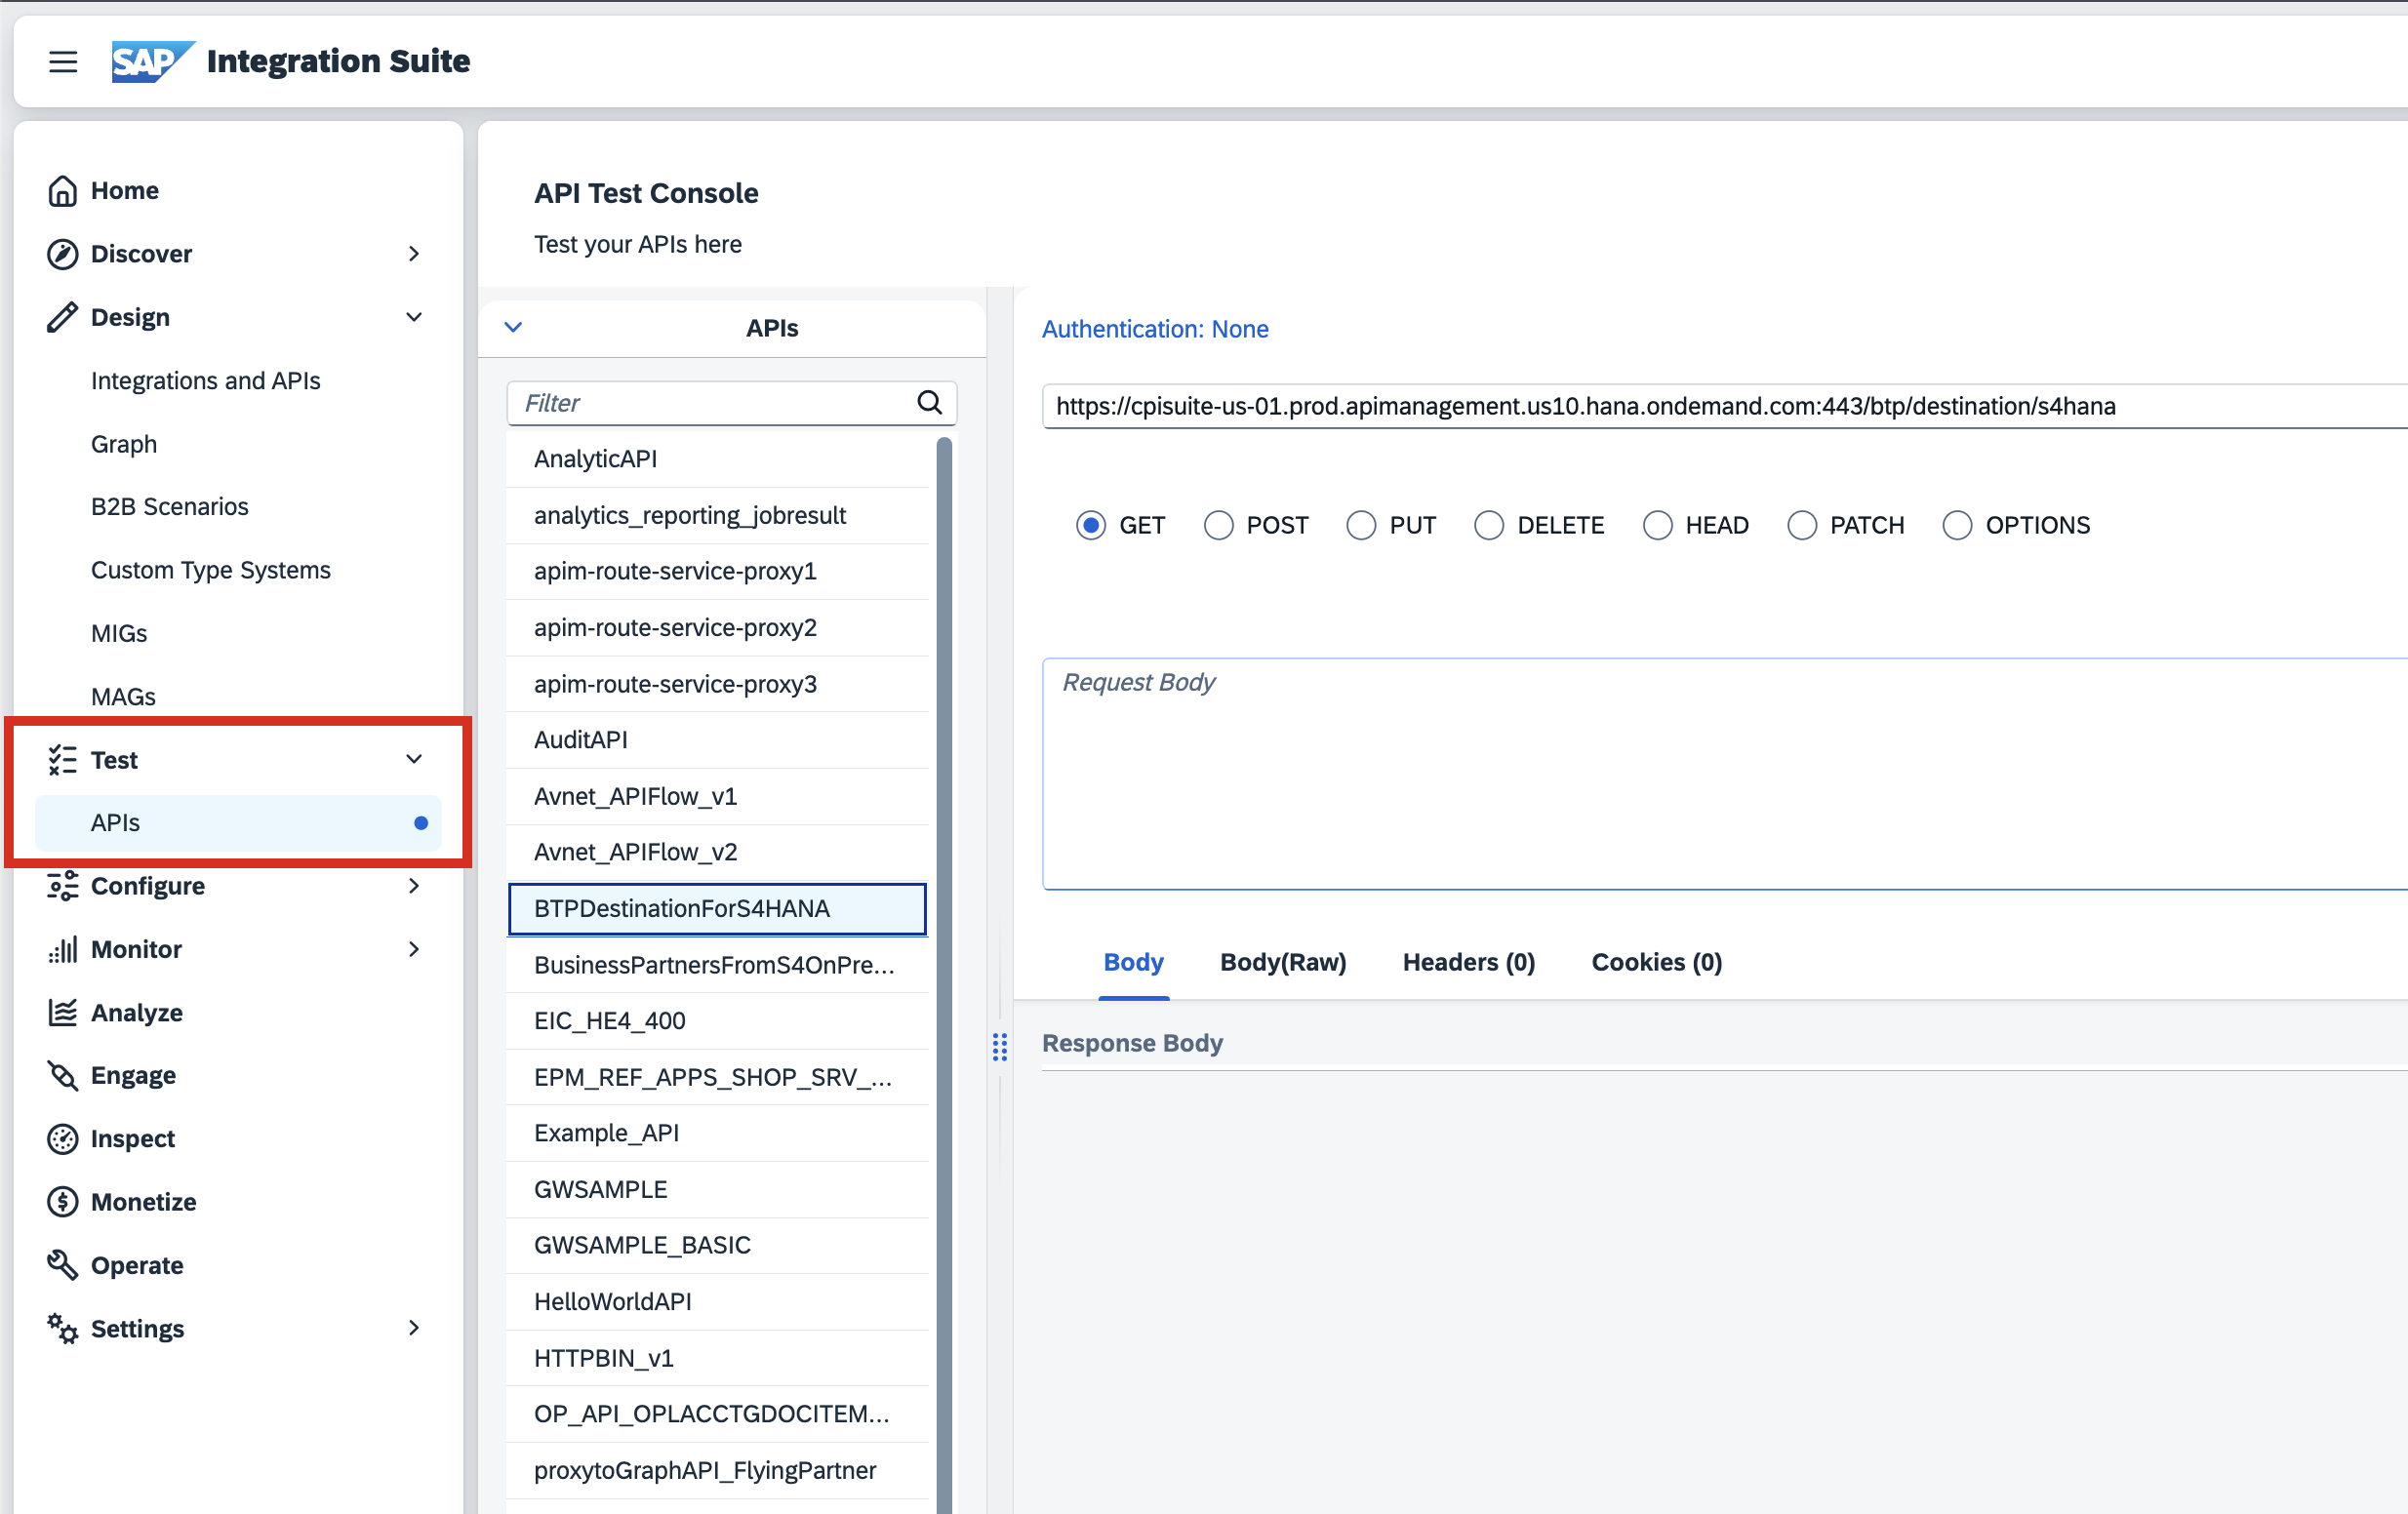 SAP Integration Suite
Home
Discover
Design
Integrations and APIs
Graph
B2B Scenarios
Custom Type Systems
MIGs
MAGs
Test
APIs
Configure
Monitor
Analyze
Engage
Inspect
Monetize
Operate
Settings
API Test Console
Test your APIs here
APIs
Filter
AnalyticAPI
analytics_reporting_jobresult
apim-route-service-proxy1
apim-route-service-proxy2
apim-route-service-proxy3
AuditAPI
Avnet_APIFlow_v1
Avnet_APIFlow_v2
BTPDestinationForS4HANA
BusinessPartnersFromS4OnPre...
EIC_HE4_400
EPM_REF_APPS_SHOP_SRV_...
Example_API
GWSAMPLE
GWSAMPLE_BASIC
HelloWorldAPI
HTTPBIN_v1
OP_API_OPLACCTGDOCITEM...
proxytoGraphAPI_FlyingPartner
Authentication: None
https://cpisuite-us-01.prod.apimanagement.us10.hana.ondemand.com:443/btp/destination/s4hana
GET POST PUT DELETE HEAD PATCH OPTIONS
Request Body
Body Body(Raw) Headers (0) Cookies (0)
Response Body